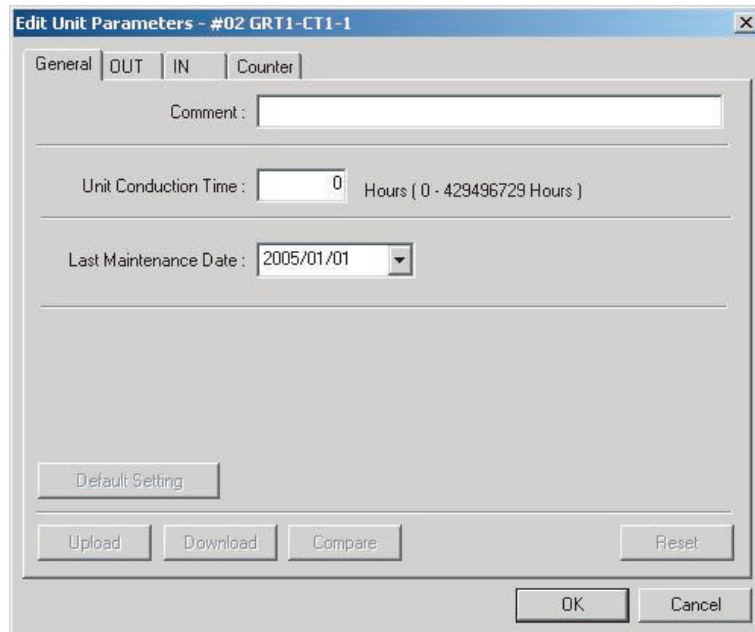 Edit Unit Parameters - #02 GRT1-CT1-1
General OUT IN Counter
Comment :
Unit Conduction Time : 0 Hours ( 0 - 429496729 Hours )
Last Maintenance Date : 2005/01/01
Default Setting
Upload Download Compare Reset
OK Cancel